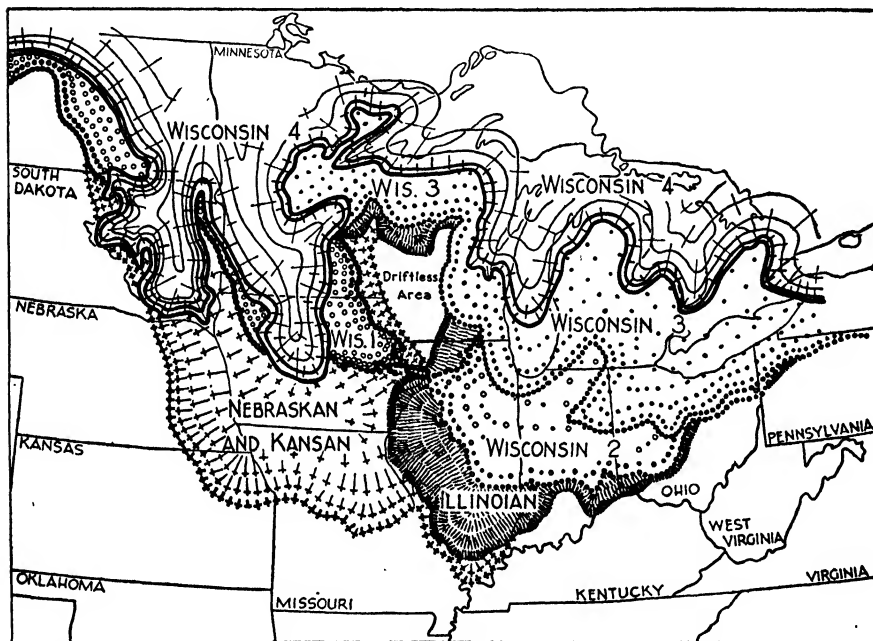 MINNESOTA
WISCONSIN 4
SOUTH
DAKOTA
WIS. 3
WISCONSIN 4
Driftless
Area
NEBRASKA
WIS. 1
WISCONSIN
3
NEBRASKAN
AND KANSAN
KANSAS
WISCONSIN 2
PENNSYLVANIA
ILLINOIAN
OHIO
WEST
VIRGINIA
OKLAHOMA
MISSOURI
KENTUCKY
VIRGINIA